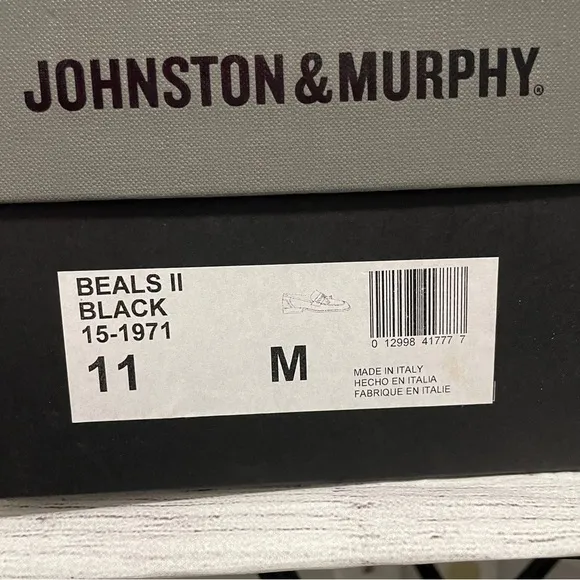 JOHNSTON & MURPHY®
BEALS II
BLACK
15-1971
11 M
0 12998 41777 7
MADE IN ITALY
HECHO EN ITALIA
FABRIQUE EN ITALIE